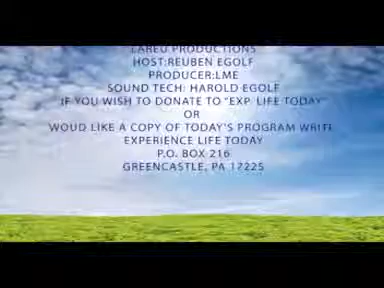 LAREU PRODUCTIONS
HOST:REUBEN EGOLF
PRODUCER:LME
SOUND TECH: HAROLD EGOLF
IF YOU WISH TO DONATE TO "EXP. LIFE TODAY"
OR
WOUD LIKE A COPY OF TODAY'S PROGRAM WRITE
EXPERIENCE LIFE TODAY
P.O. BOX 216
GREENCASTLE, PA 17225